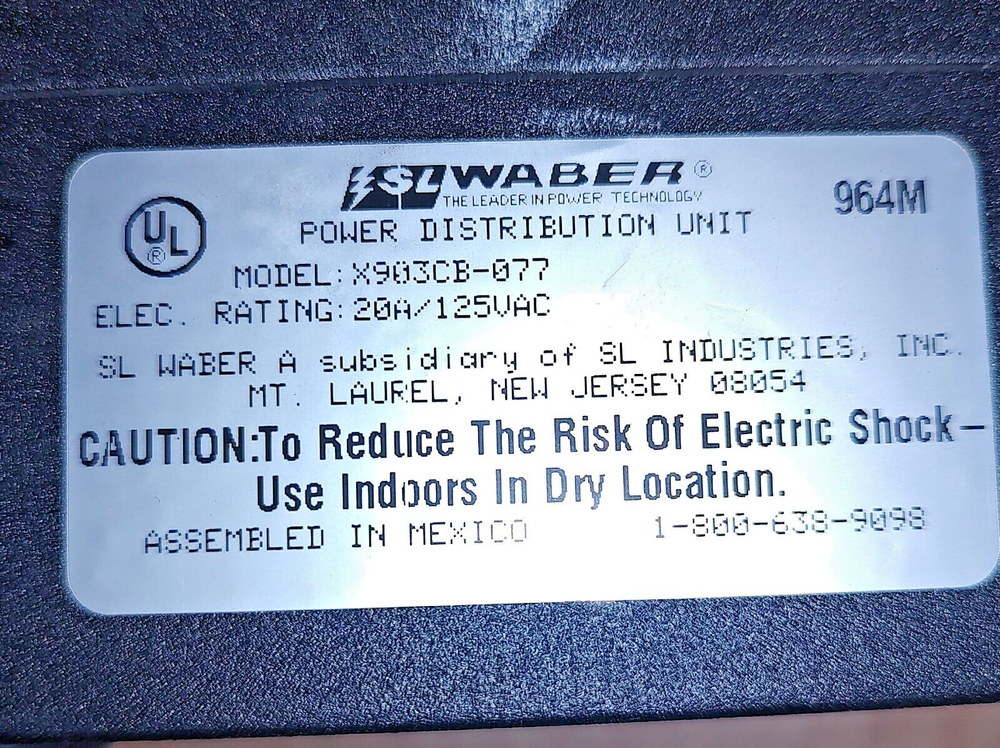 SL WABER ®
THE LEADER IN POWER TECHNOLOGY
964M
UL
®
POWER DISTRIBUTION UNIT
MODEL: X903CB-077
ELEC. RATING: 20A/125VAC
SL WABER A subsidiary of SL INDUSTRIES, INC.
MT. LAUREL, NEW JERSEY 08054
CAUTION:To Reduce The Risk Of Electric Shock–
Use Indoors In Dry Location.
ASSEMBLED IN MEXICO 1-800-638-9098